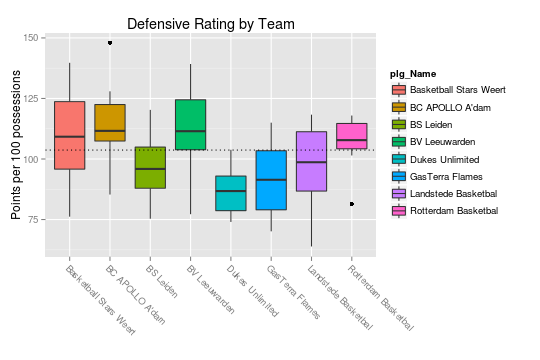 Defensive Rating by Team
Points per 100 possessions
150
125
100
75
Basketball Stars Weert
BC APOLLO A'dam
BS Leiden
BV Leeuwarden
Dukes Unlimited
GasTerra Flames
Landstede Basketbal
Rotterdam Basketbal
plg_Name
Basketball Stars Weert
BC APOLLO A'dam
BS Leiden
BV Leeuwarden
Dukes Unlimited
GasTerra Flames
Landstede Basketbal
Rotterdam Basketbal